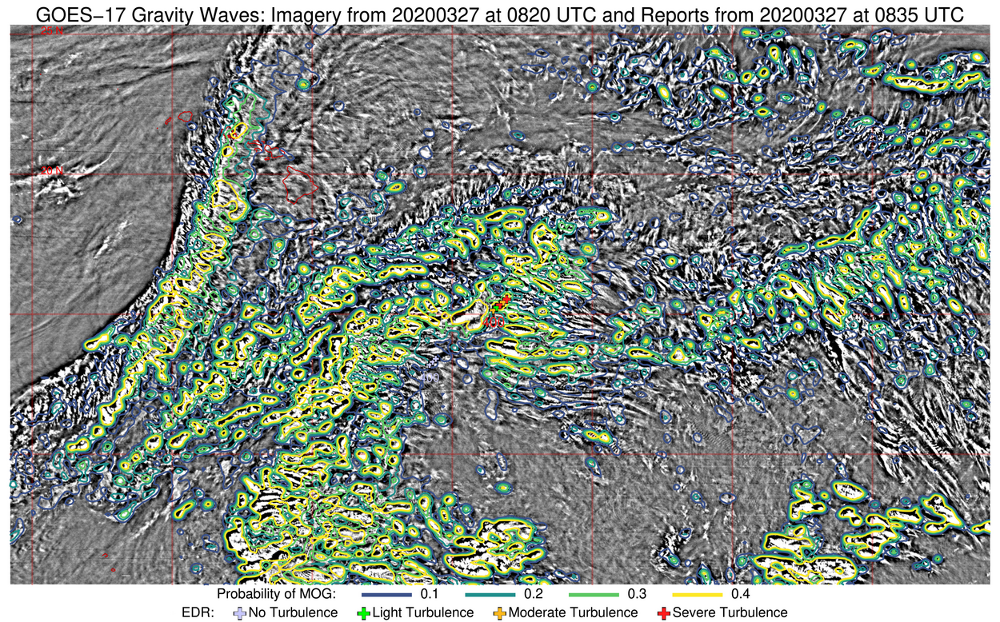 GOES-17 Gravity Waves: Imagery from 20200327 at 0820 UTC and Reports from 20200327 at 0835 UTC
25 N
20 N
400
Probability of MOG: 0.1 0.2 0.3 0.4
EDR: No Turbulence Light Turbulence Moderate Turbulence Severe Turbulence